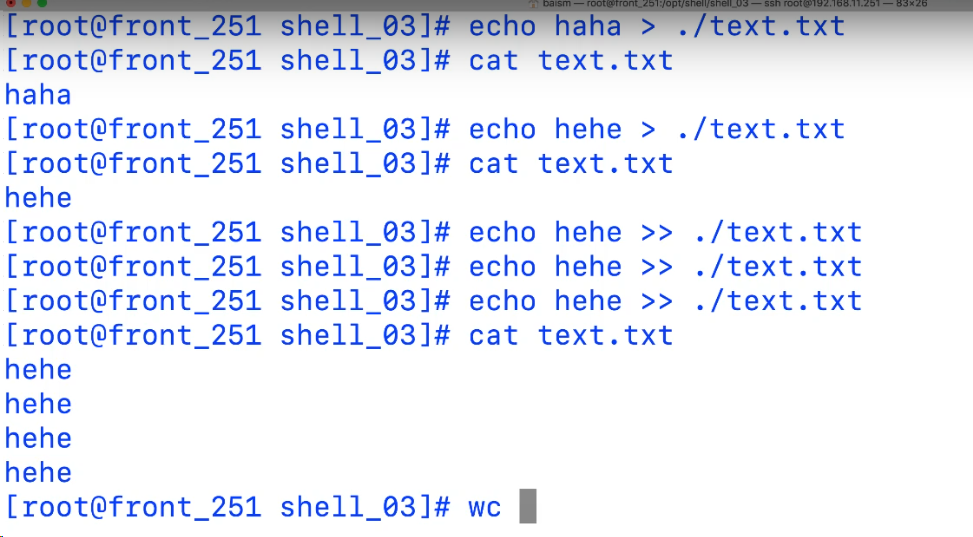 baism — root@front_251:/opt/shell/shell_03 — ssh root@192.168.11.251 — 83×26
[root@front_251 shell_03]# echo haha > ./text.txt
[root@front_251 shell_03]# cat text.txt
haha
[root@front_251 shell_03]# echo hehe > ./text.txt
[root@front_251 shell_03]# cat text.txt
hehe
[root@front_251 shell_03]# echo hehe >> ./text.txt
[root@front_251 shell_03]# echo hehe >> ./text.txt
[root@front_251 shell_03]# echo hehe >> ./text.txt
[root@front_251 shell_03]# cat text.txt
hehe
hehe
hehe
hehe
[root@front_251 shell_03]# wc